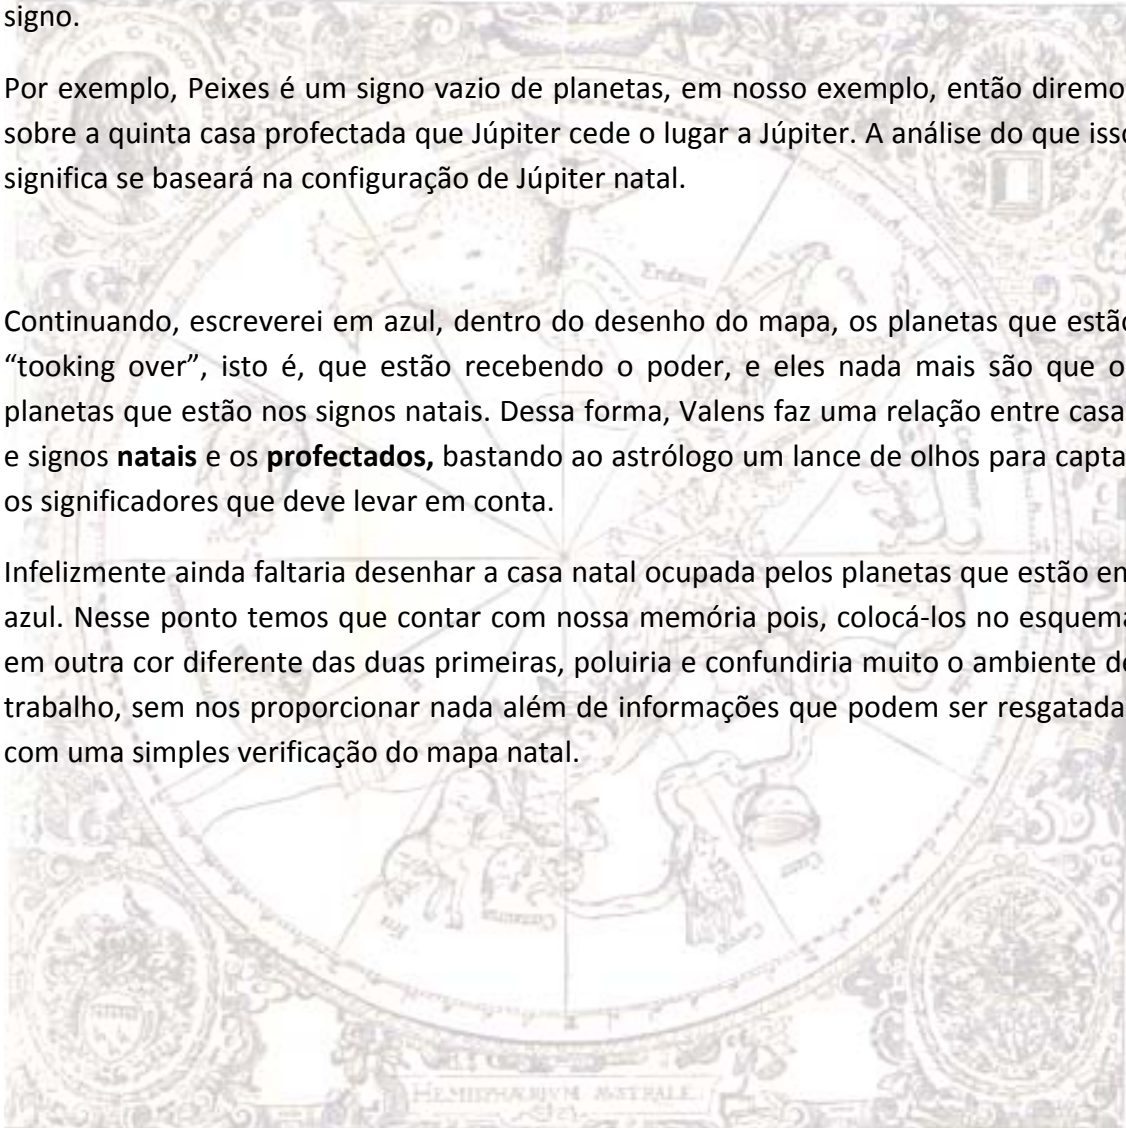 signo.
Por exemplo, Peixes é um signo vazio de planetas, em nosso exemplo, então diremo
sobre a quinta casa profectada que Júpiter cede o lugar a Júpiter. A análise do que isso
significa se baseará na configuração de Júpiter natal.
Continuando, escreverei em azul, dentro do desenho do mapa, os planetas que estão
“tooking over”, isto é, que estão recebendo o poder, e eles nada mais são que o
planetas que estão nos signos natais. Dessa forma, Valens faz uma relação entre casa
e signos natais e os profectados, bastando ao astrólogo um lance de olhos para capta
os significadores que deve levar em conta.
Infelizmente ainda faltaria desenhar a casa natal ocupada pelos planetas que estão em
azul. Nesse ponto temos que contar com nossa memória pois, colocá-los no esquema
em outra cor diferente das duas primeiras, poluiria e confundiria muito o ambiente de
trabalho, sem nos proporcionar nada além de informações que podem ser resgatada
com uma simples verificação do mapa natal.